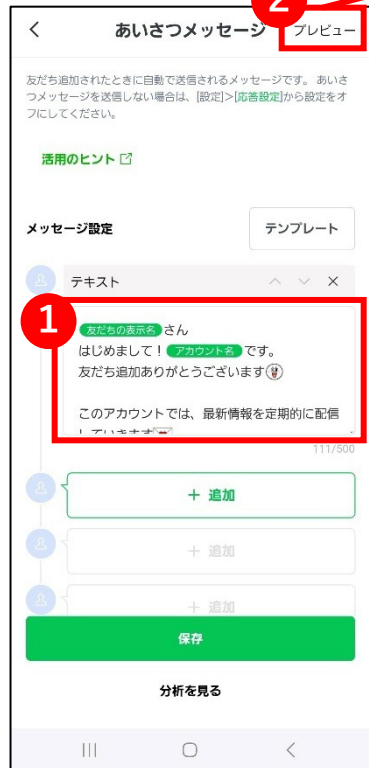 2
あいさつメッセージ プレビュー
友だち追加されたときに自動で送信されるメッセージです。 あいさ
つメッセージを送信しない場合は、[設定]>[応答設定]から設定をオ
フにしてください。
活用のヒント
メッセージ設定 テンプレート
テキスト
1
友だちの表示名 さん
はじめまして! アカウント名 です。
友だち追加ありがとうございます
このアカウントでは、最新情報を定期的に配信
していきます
111/500
+ 追加
+ 追加
+ 追加
保存
分析を見る